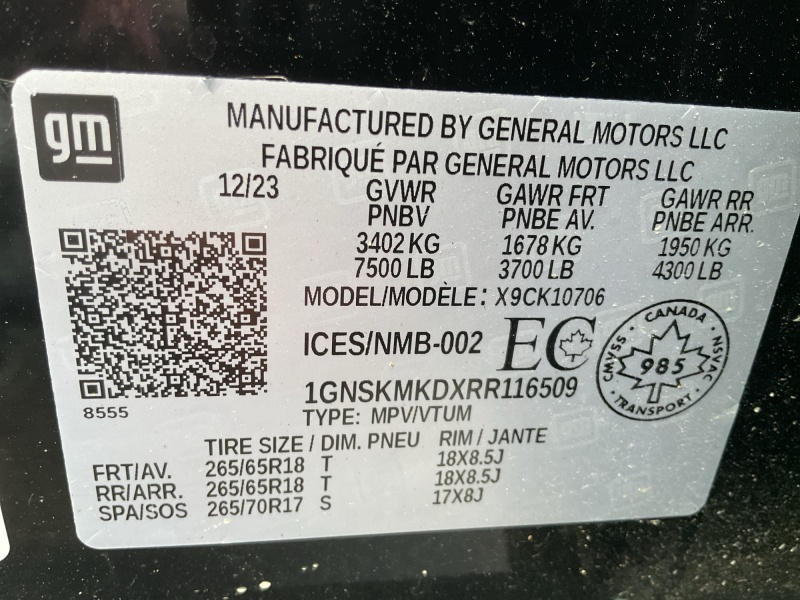 gm
MANUFACTURED BY GENERAL MOTORS LLC
FABRIQUÉ PAR GENERAL MOTORS LLC
12/23 GVWR GAWR FRT GAWR RR
PNBV PNBE AV. PNBE ARR.
3402 KG 1678 KG 1950 KG
7500 LB 3700 LB 4300 LB
MODEL/MODÈLE: X9CK10706
ICES/NMB-002 EC
CANADA
CMVSS 985 NSVAC
TRANSPORT
1GNSKMKDXRR116509
8555 TYPE: MPV/VTUM
TIRE SIZE / DIM. PNEU RIM / JANTE
FRT/AV. 265/65R18 T 18X8.5J
RR/ARR. 265/65R18 T 18X8.5J
SPA/SOS 265/70R17 S 17X8J